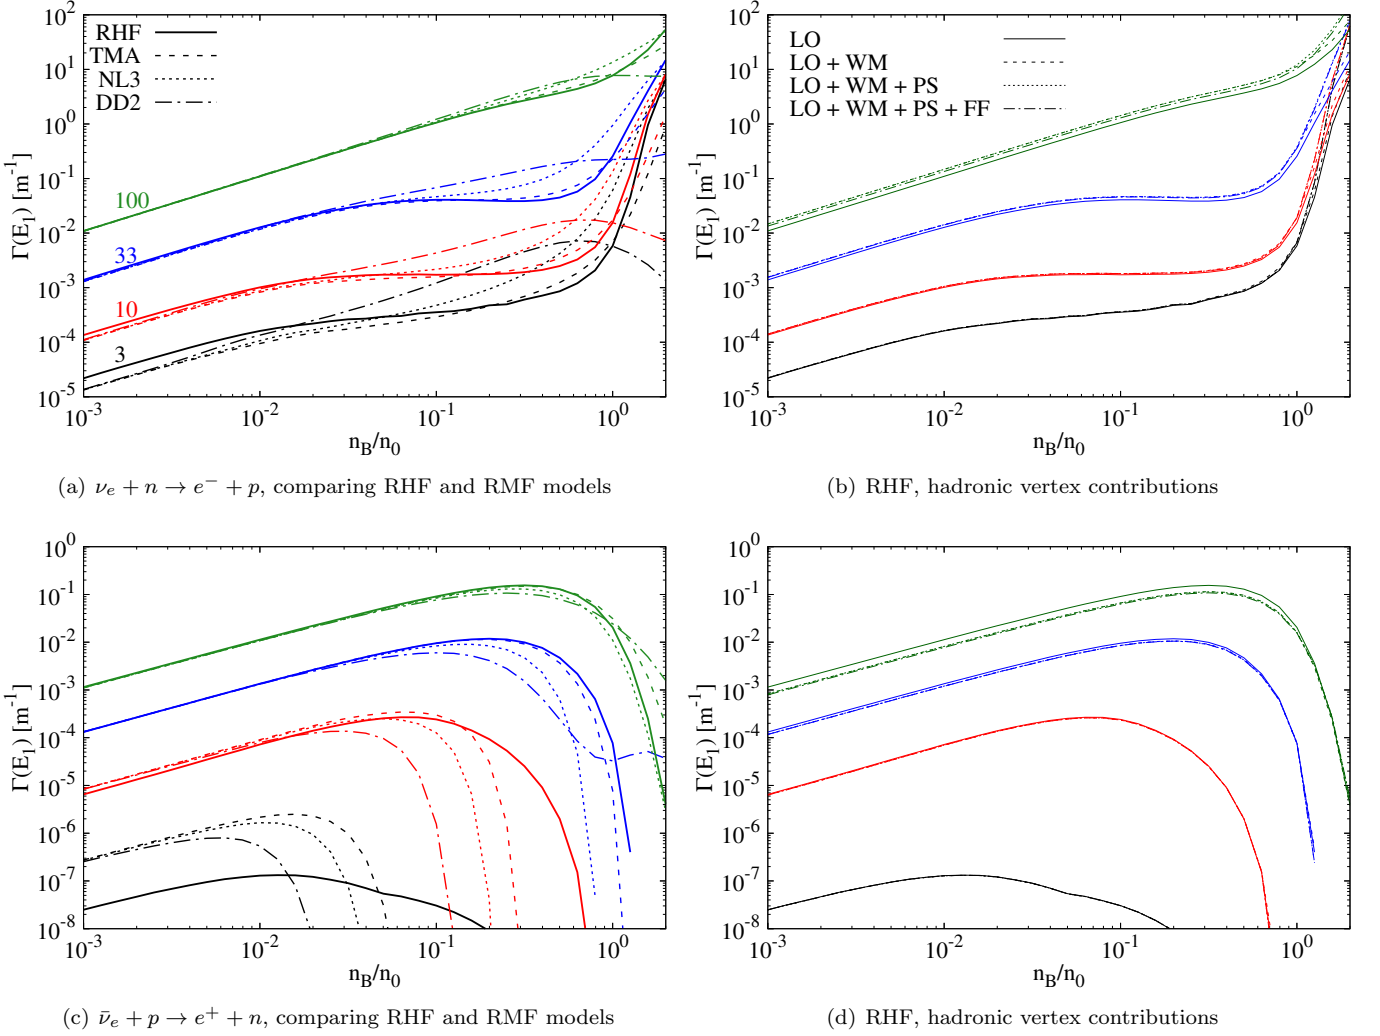 10^2
10^1
10^0
10^-1
10^-2
10^-3
10^-4
10^-5
Γ(E_1) [m^-1]
RHF
TMA
NL3
DD2
100
33
10
3
10^-3 10^-2 10^-1 10^0
n_B/n_0
(a) ν_e + n → e^− + p, comparing RHF and RMF models
10^2
10^1
10^0
10^-1
10^-2
10^-3
10^-4
10^-5
Γ(E_1) [m^-1]
LO
LO + WM
LO + WM + PS
LO + WM + PS + FF
10^-3 10^-2 10^-1 10^0
n_B/n_0
(b) RHF, hadronic vertex contributions
10^0
10^-1
10^-2
10^-3
10^-4
10^-5
10^-6
10^-7
10^-8
Γ(E_1) [m^-1]
10^-3 10^-2 10^-1 10^0
n_B/n_0
(c) ν̄_e + p → e^+ + n, comparing RHF and RMF models
10^0
10^-1
10^-2
10^-3
10^-4
10^-5
10^-6
10^-7
10^-8
Γ(E_1) [m^-1]
10^-3 10^-2 10^-1 10^0
n_B/n_0
(d) RHF, hadronic vertex contributions